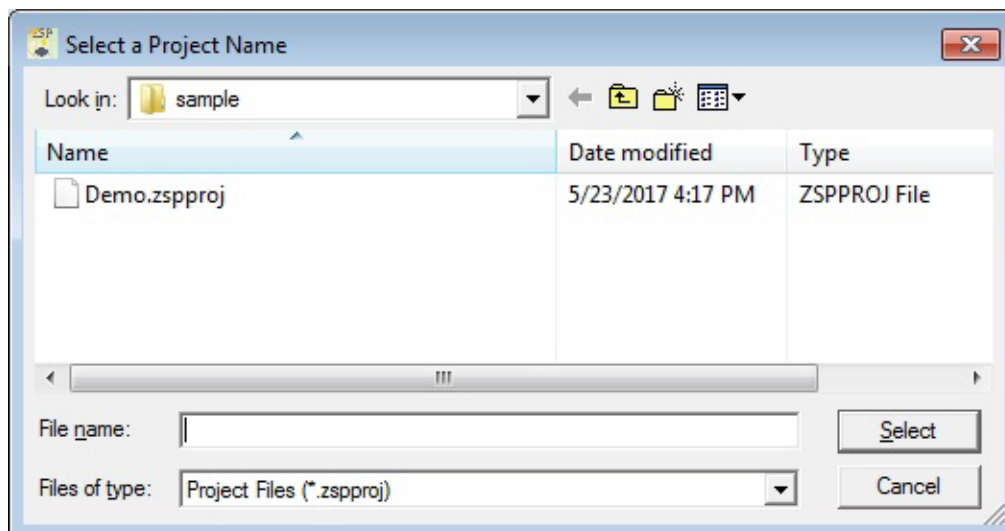 ZSP
Select a Project Name
Look in: sample
Name Date modified Type
Demo.zspproj 5/23/2017 4:17 PM ZSPPROJ File
File name: Select
Files of type: Project Files (*.zspproj) Cancel